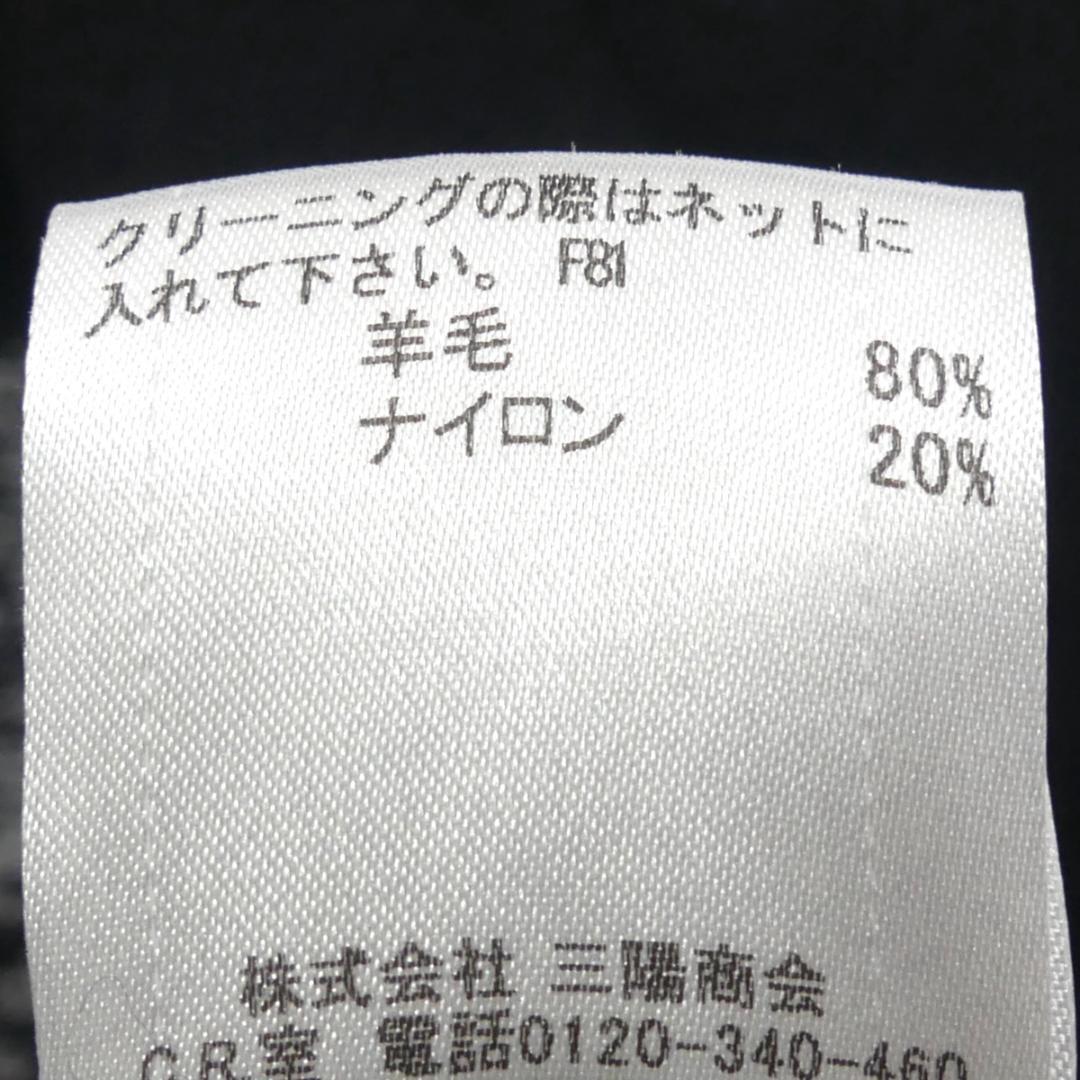 クリーニングの際はネットに
入れて下さい。 F81
羊毛 80%
ナイロン 20%
株式会社 三陽商会
C.R.室 電話0120-340-460